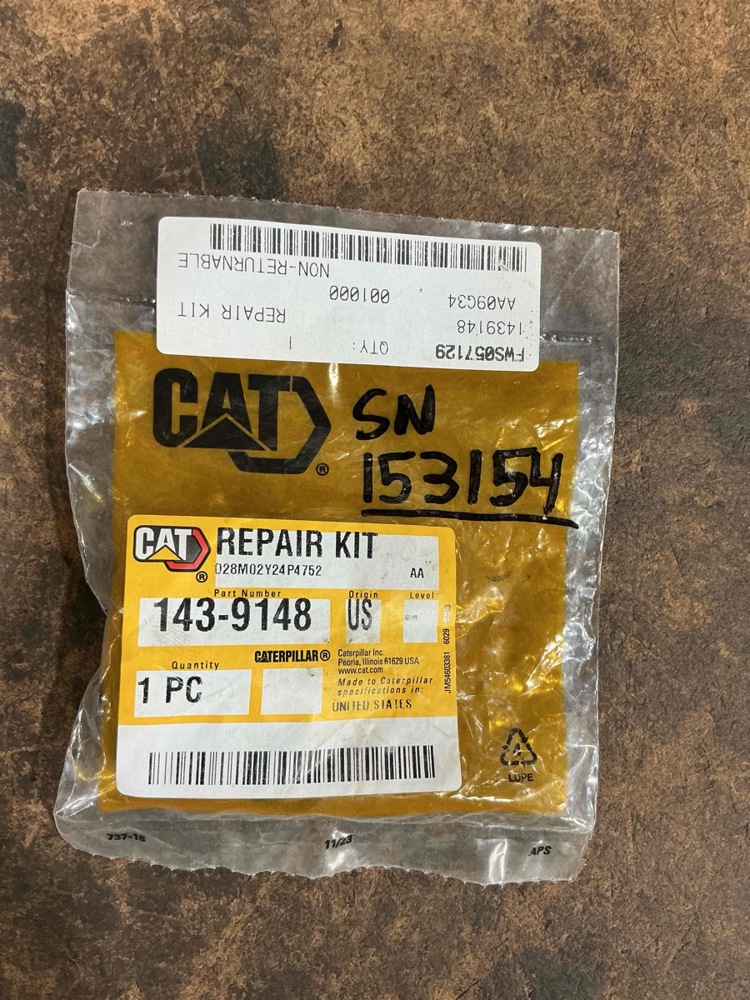 FWS057129 QTY: 1
1439148 REPAIR KIT
AA09G34 001000
NON-RETURNABLE
CAT®
SN
153154
CAT® REPAIR KIT
028M02Y24P4752 AA
Part Number Origin Level
143-9148 US
Quantity
1 PC
CATERPILLAR®
Caterpillar Inc.
Peoria, Illinois 61629 USA
www.cat.com
Made to Caterpillar
specifications in:
UNITED STATES
LDPE
737-18 11/23 APS